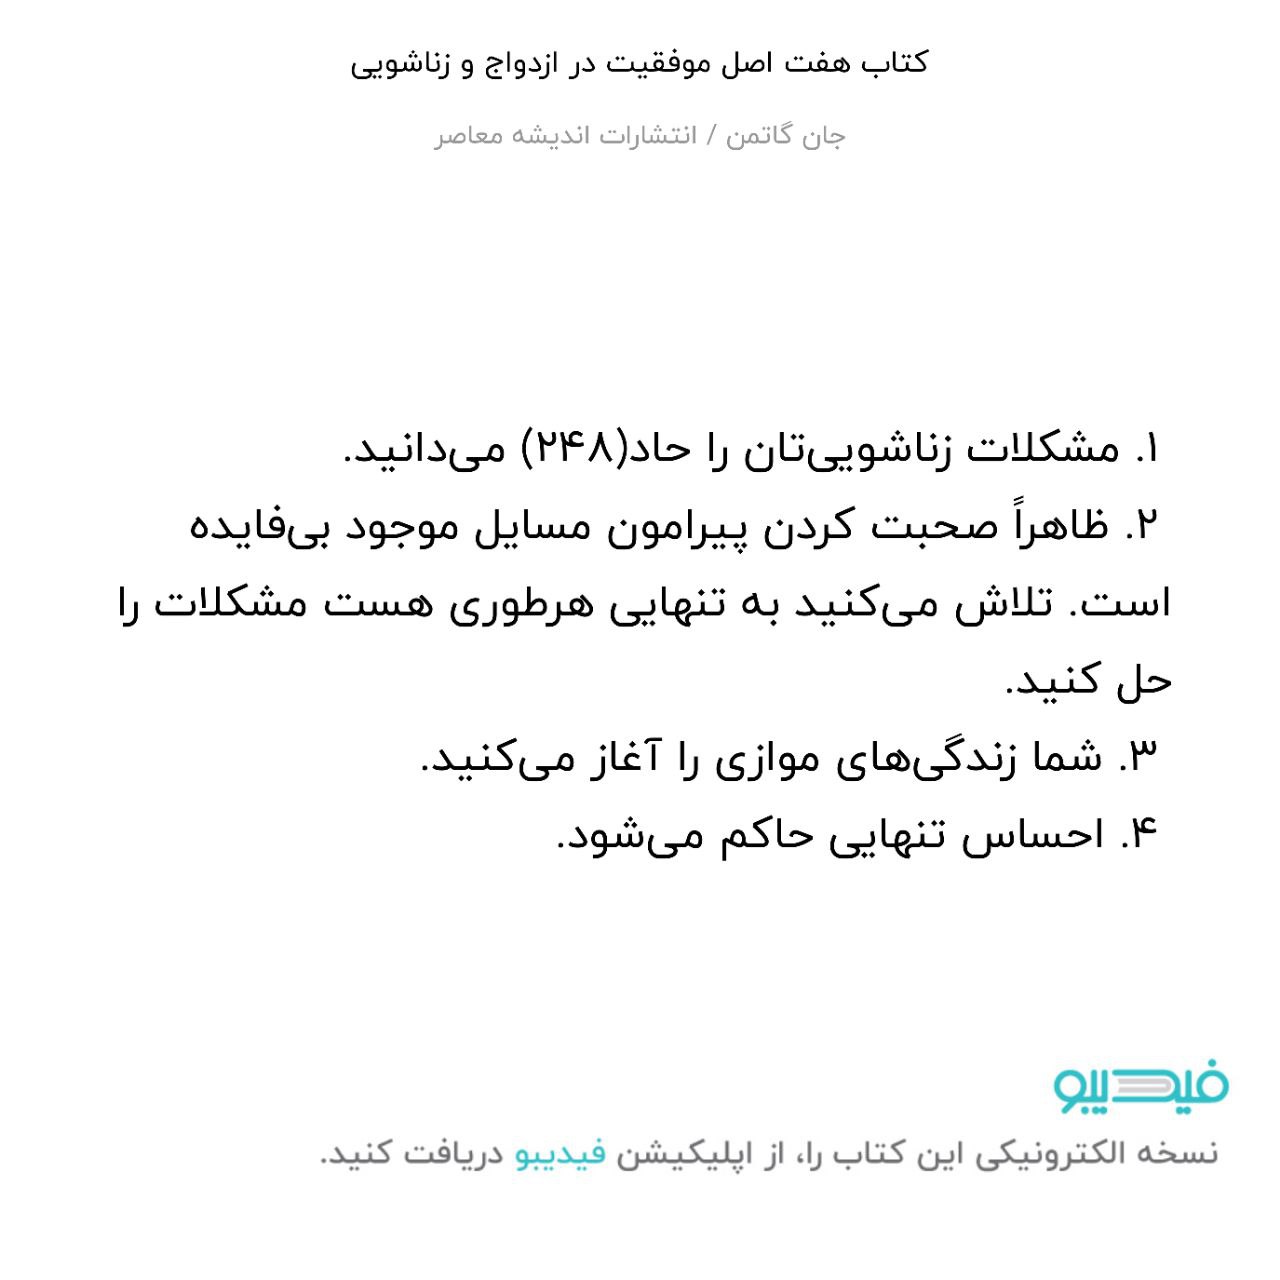 کتاب هفت اصل موفقیت در ازدواج و زناشویی
جان گاتمن / انتشارات اندیشه معاصر
۱. مشکلات زناشویی‌تان را حاد(۲۴۸) می‌دانید.
۲. ظاهراً صحبت کردن پیرامون مسایل موجود بی‌فایده
است. تلاش می‌کنید به تنهایی هرطوری هست مشکلات را
حل کنید.
۳. شما زندگی‌های موازی را آغاز می‌کنید.
۴. احساس تنهایی حاکم می‌شود.
فیدیبو
نسخه الکترونیکی این کتاب را، از اپلیکیشن فیدیبو دریافت کنید.